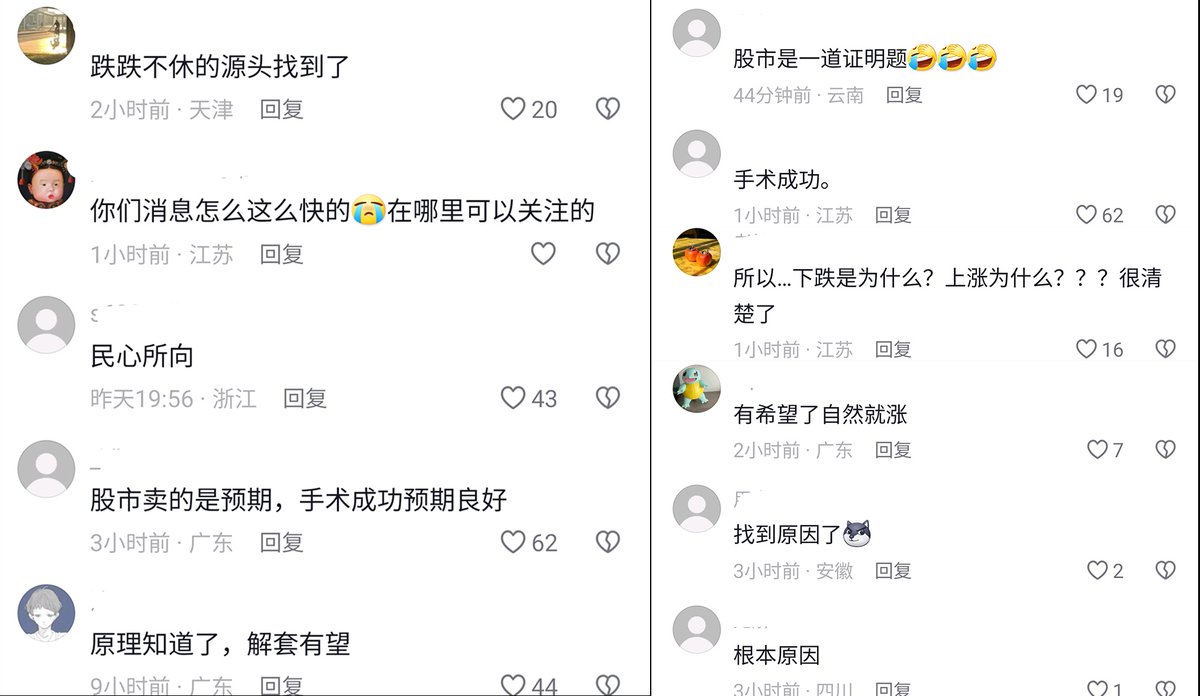 跌跌不休的源头找到了
2小时前 · 天津 回复 20
你们消息怎么这么快的😭在哪里可以关注的
1小时前 · 江苏 回复
民心所向
昨天19:56 · 浙江 回复 43
股市卖的是预期，手术成功预期良好
3小时前 · 广东 回复 62
原理知道了，解套有望
9小时前 · 广东 回复 44
股市是一道证明题🤣🤣🤣
44分钟前 · 云南 回复 19
手术成功。
1小时前 · 江苏 回复 62
所以...下跌是为什么？上涨为什么？？？很清
楚了
1小时前 · 江苏 回复 16
有希望了自然就涨
2小时前 · 广东 回复 7
找到原因了
3小时前 · 安徽 回复 2
根本原因
3小时前 · 四川 回复 1